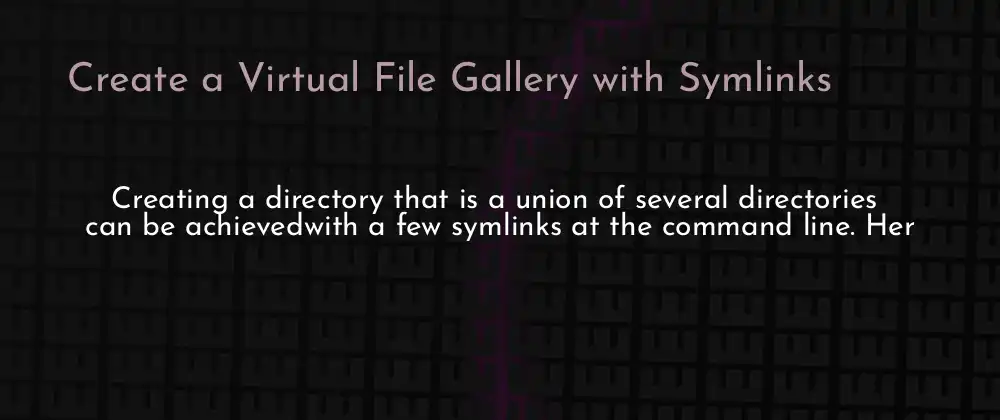 Create a Virtual File Gallery with Symlinks
Creating a directory that is a union of several directories
can be achievedwith a few symlinks at the command line. Her